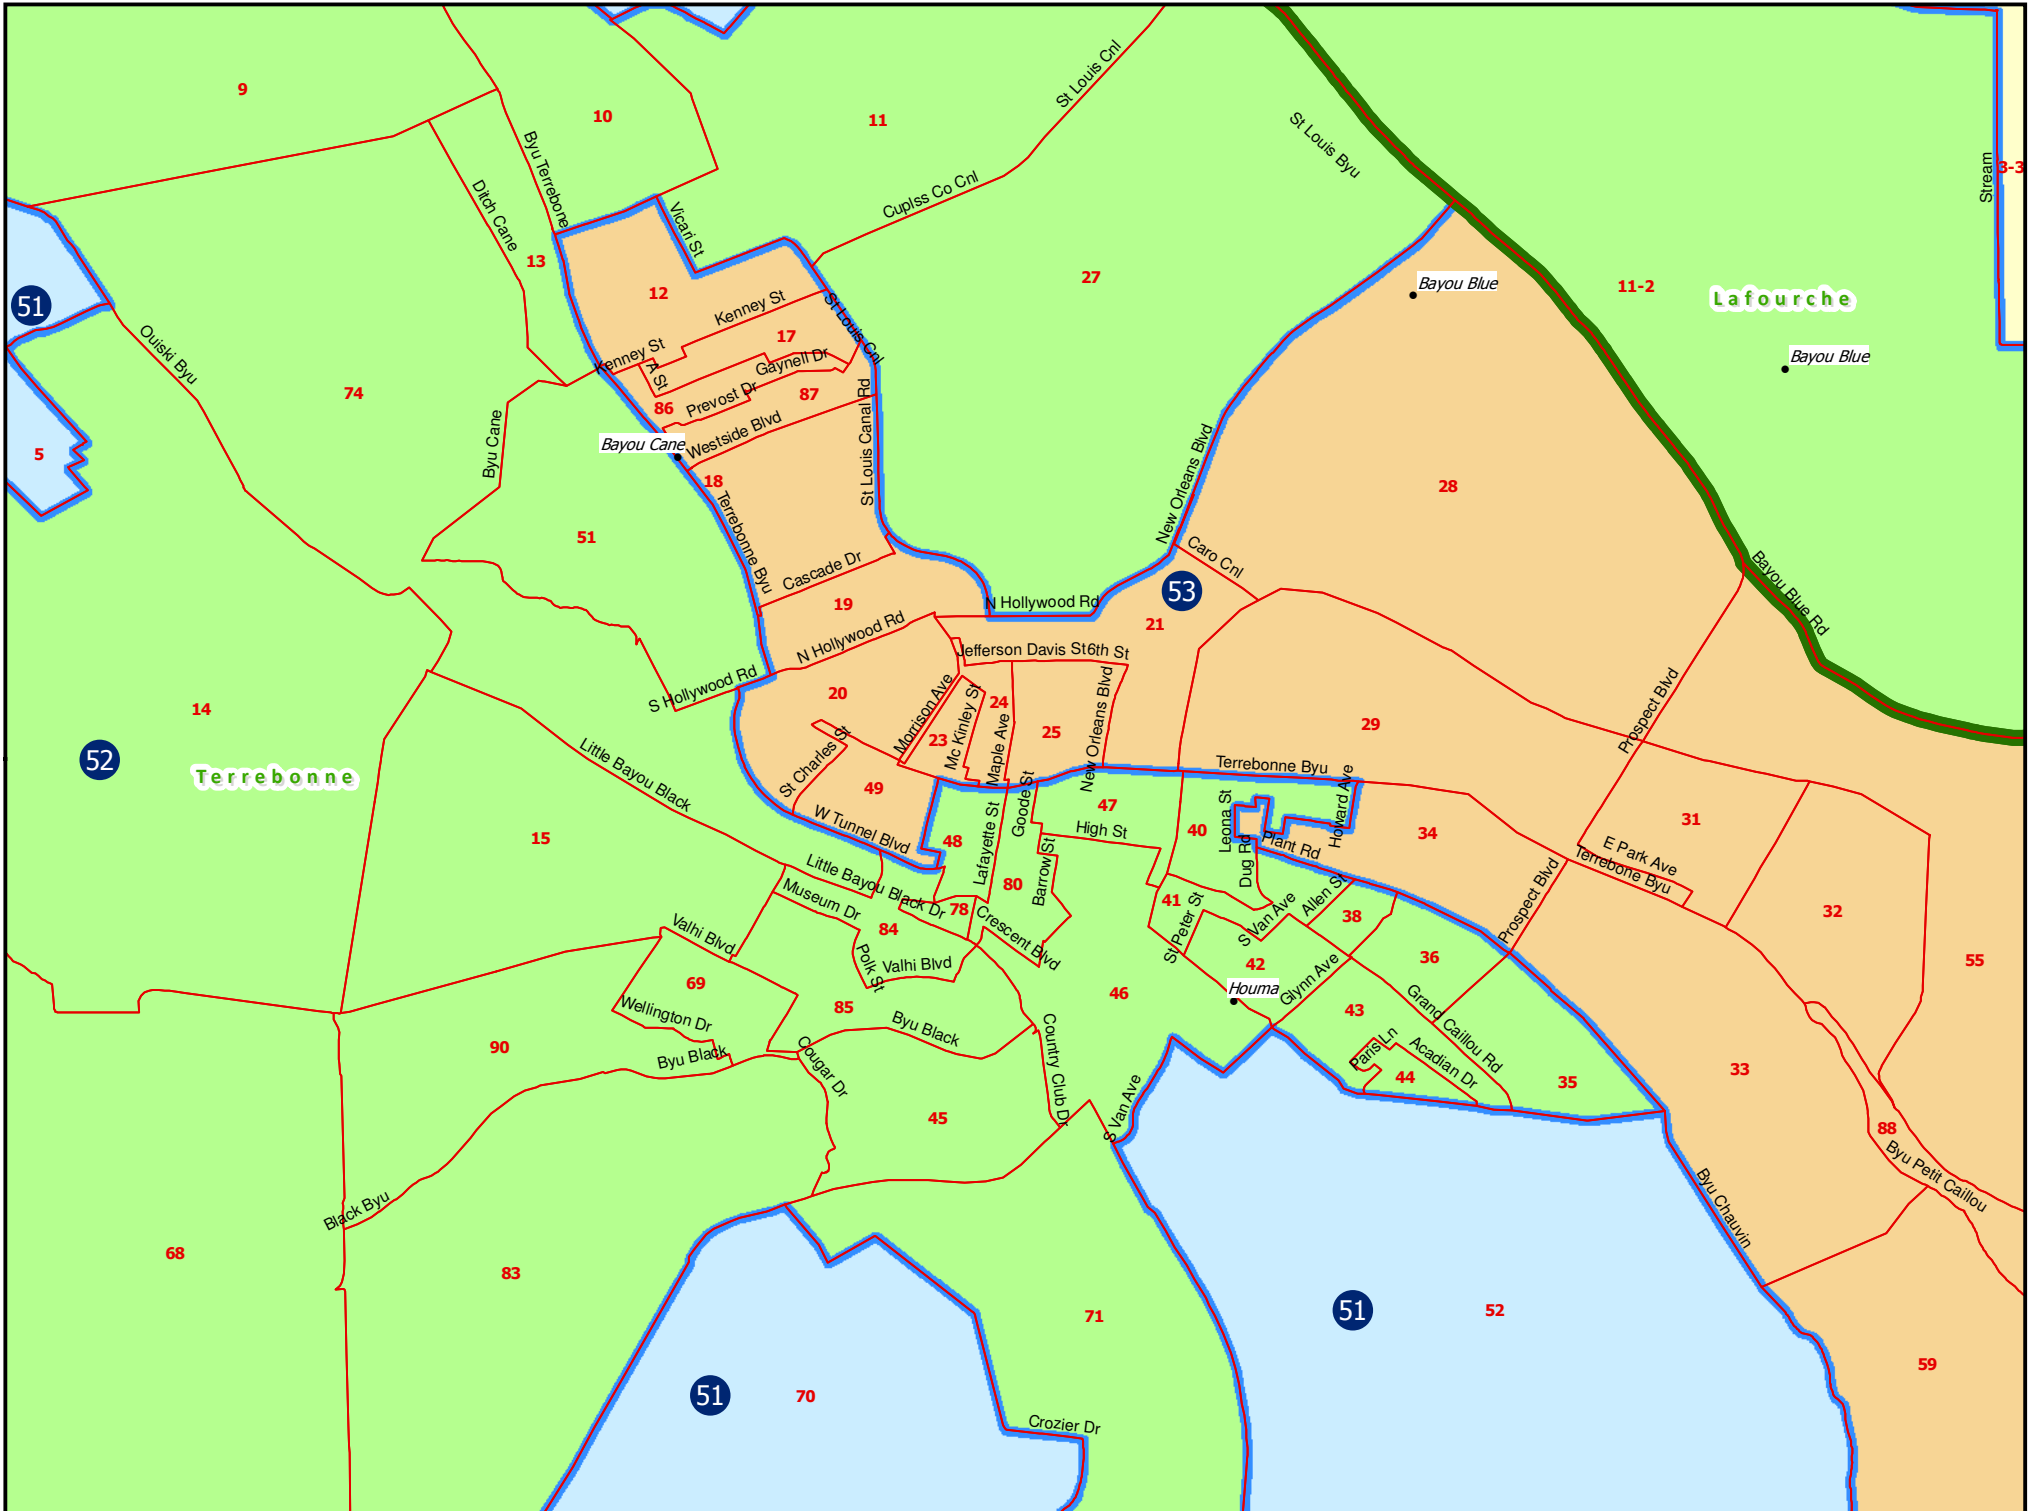 9
10
11
St Louis Cnl
St Louis Byu
Byu Terrebone
Ditch Cane
Cuplss Co Cnl
Stream
3-3
Vicari St
13
12
27
11-2
Lafourche
Bayou Blue
Bayou Blue
51
Ouiski Byu
Kenney St
Kenney St
17
St Louis Cnl
A St
Gaynell Dr
74
86
Prevost Dr
87
St Louis Canal Rd
Byu Cane
Westside Blvd
Bayou Cane
5
18
New Orleans Blvd
28
51
Terrebonne Byu
Cascade Dr
Caro Cnl
53
Bayou Blue Rd
19
N Hollywood Rd
21
N Hollywood Rd
Jefferson Davis St
6th St
S Hollywood Rd
20
Morrison Ave
Mc Kinley St
24
Maple Ave
25
New Orleans Blvd
29
Prospect Blvd
14
23
52
Terrebonne
Little Bayou Black
St Charles St
49
Terrebonne Byu
Goode St
47
Leona St
Howard Ave
W Tunnel Blvd
48
Lafayette St
High St
40
Plant Rd
34
31
15
E Park Ave
Terrebone Byu
Little Bayou Black Dr
80
Barrow St
Dug Rd
Prospect Blvd
Museum Dr
78
Crescent Blvd
41
St Peter St
S Van Ave
Allen St
38
32
Valhi Blvd
84
Polk St
Valhi Blvd
42
36
55
69
46
Houma
Glynn Ave
Wellington Dr
85
Byu Black
43
Grand Caillou Rd
90
Byu Black
Cougar Dr
Country Club Dr
Paris Ln
Acadian Dr
44
35
33
45
S Van Ave
88
Byu Petit Caillou
Black Byu
Byu Chauvin
68
83
71
51
52
59
51
70
Crozier Dr